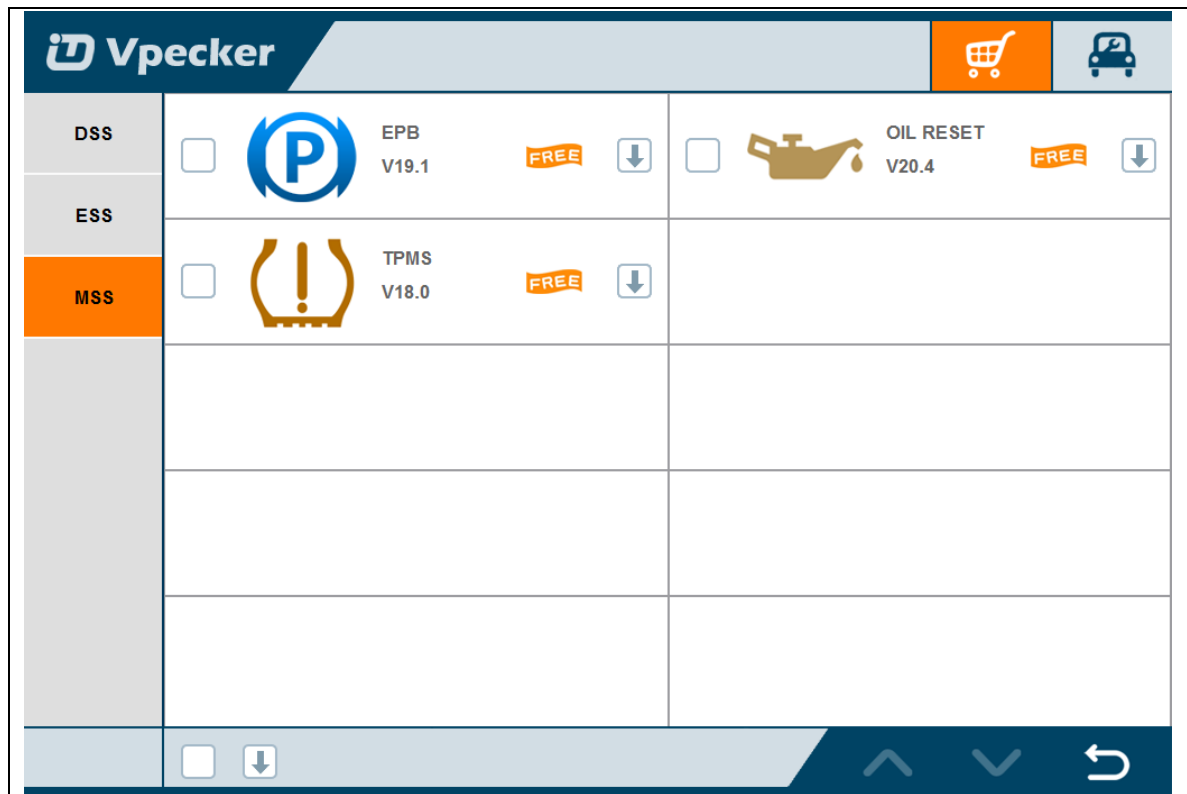 Vpecker
DSS
ESS
MSS
P
EPB
V19.1
FREE
OIL RESET
V20.4
FREE
TPMS
V18.0
FREE